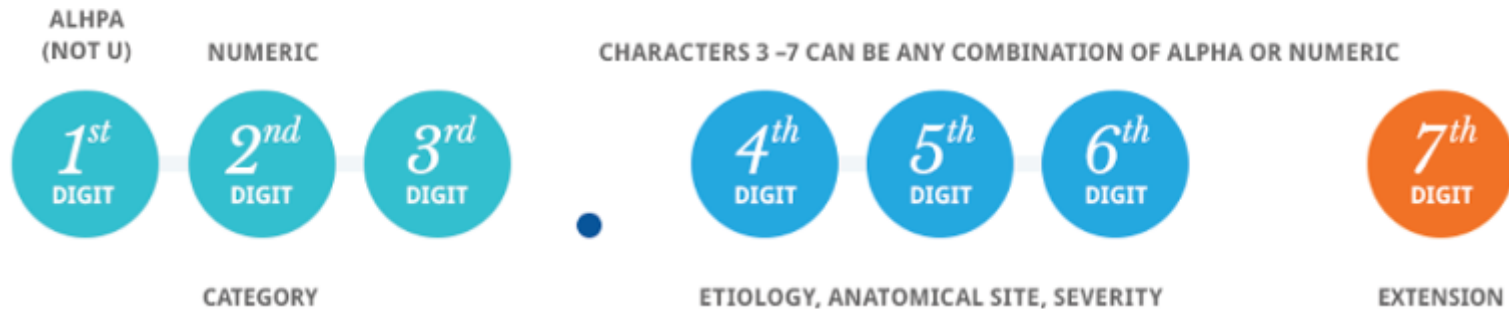 ALHPA
(NOT U)
NUMERIC
CHARACTERS 3 –7 CAN BE ANY COMBINATION OF ALPHA OR NUMERIC
1st
DIGIT
2nd
DIGIT
3rd
DIGIT
4th
DIGIT
5th
DIGIT
6th
DIGIT
7th
DIGIT
CATEGORY
ETIOLOGY, ANATOMICAL SITE, SEVERITY
EXTENSION